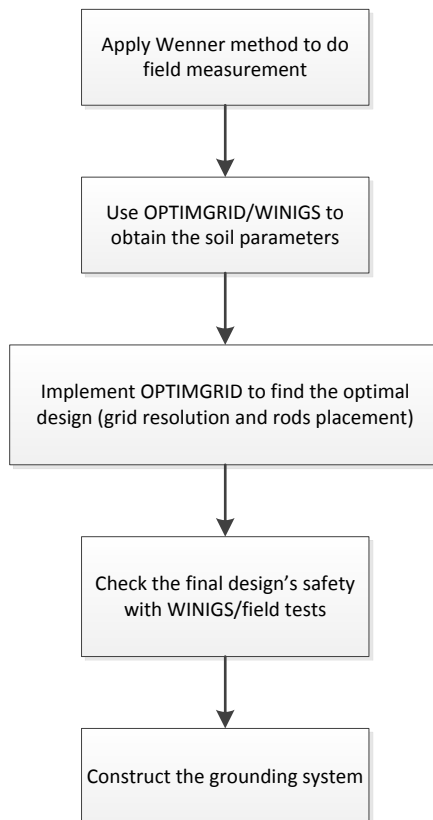 Apply Wenner method to do
field measurement
Use OPTIMGRID/WINIGS to
obtain the soil parameters
Implement OPTIMGRID to find the optimal
design (grid resolution and rods placement)
Check the final design’s safety
with WINIGS/field tests
Construct the grounding system